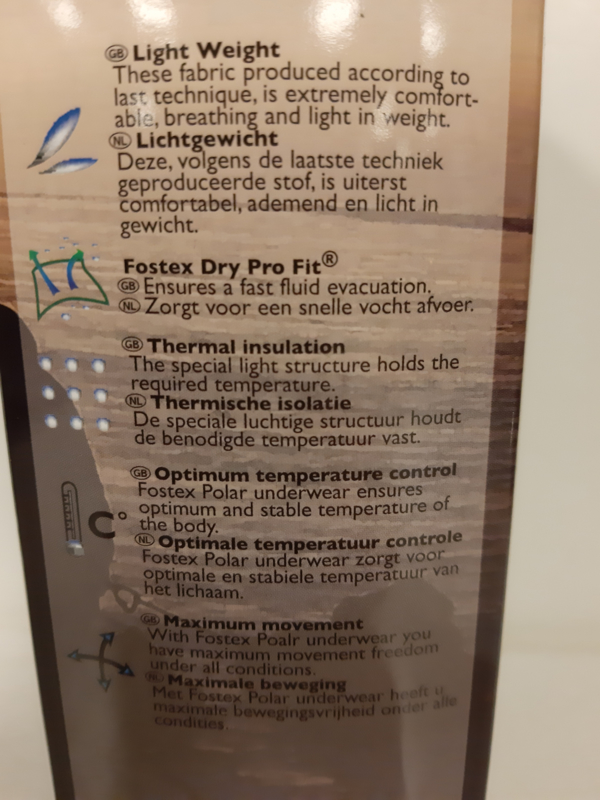 GB Light Weight
These fabric produced according to
last technique, is extremely comfort-
able, breathing and light in weight.
NL Lichtgewicht
Deze, volgens de laatste techniek
geproduceerde stof, is uiterst
comfortabel, ademend en licht in
gewicht.
Fostex Dry Pro Fit®
GB Ensures a fast fluid evacuation.
NL Zorgt voor een snelle vocht afvoer.
GB Thermal insulation
The special light structure holds the
required temperature.
NL Thermische isolatie
De speciale luchtige structuur houdt
de benodigde temperatuur vast.
GB Optimum temperature control
Fostex Polar underwear ensures
optimum and stable temperature of
C° the body.
NL Optimale temperatuur controle
Fostex Polar underwear zorgt voor
optimale en stabiele temperatuur van
het lichaam.
GB Maximum movement
With Fostex Poalr underwear you
have maximum movement freedom
under all conditions.
NL Maximale beweging
Met Fostex Polar underwear heeft u
maximale bewegingsvrijheid onder alle
condities.